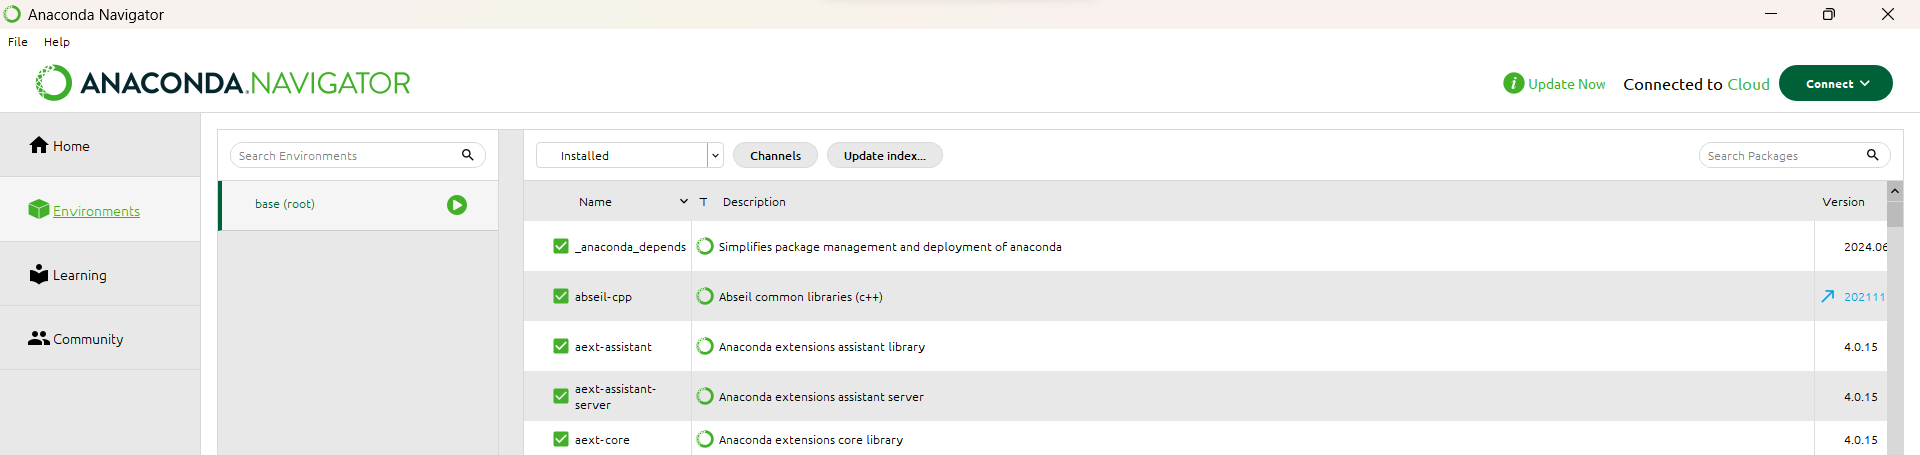 Anaconda Navigator
File Help
ANACONDA.NAVIGATOR
i Update Now Connected to Cloud Connect
Home
Environments
Learning
Community
Search Environments
base (root)
Installed Channels Update index... Search Packages
Name T Description Version
_anaconda_depends Simplifies package management and deployment of anaconda 2024.06
abseil-cpp Abseil common libraries (c++) 202111
aext-assistant Anaconda extensions assistant library 4.0.15
aext-assistant-
server Anaconda extensions assistant server 4.0.15
aext-core Anaconda extensions core library 4.0.15